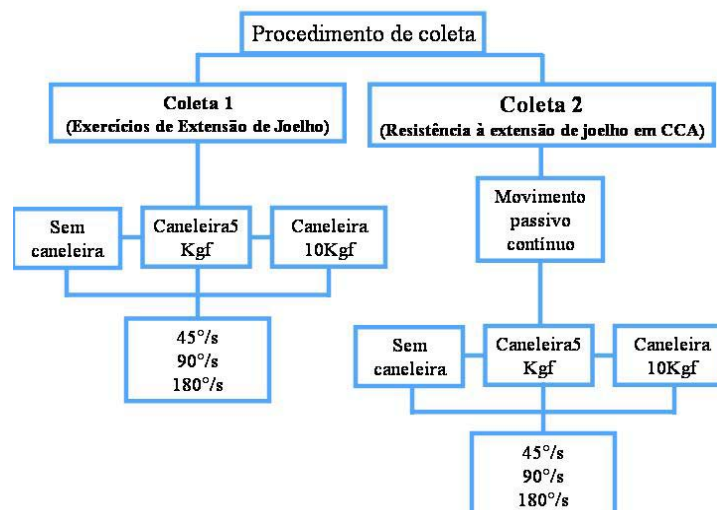 Procedimento de coleta
Coleta 1
(Exercícios de Extensão de Joelho)
Sem
caneleira
Caneleira5
Kgf
Caneleira
10Kgf
45°/s
90°/s
180°/s
Coleta 2
(Resistência à extensão de joelho em CCA)
Movimento
passivo
contínuo
Sem
caneleira
Caneleira5
Kgf
Caneleira
10Kgf
45°/s
90°/s
180°/s